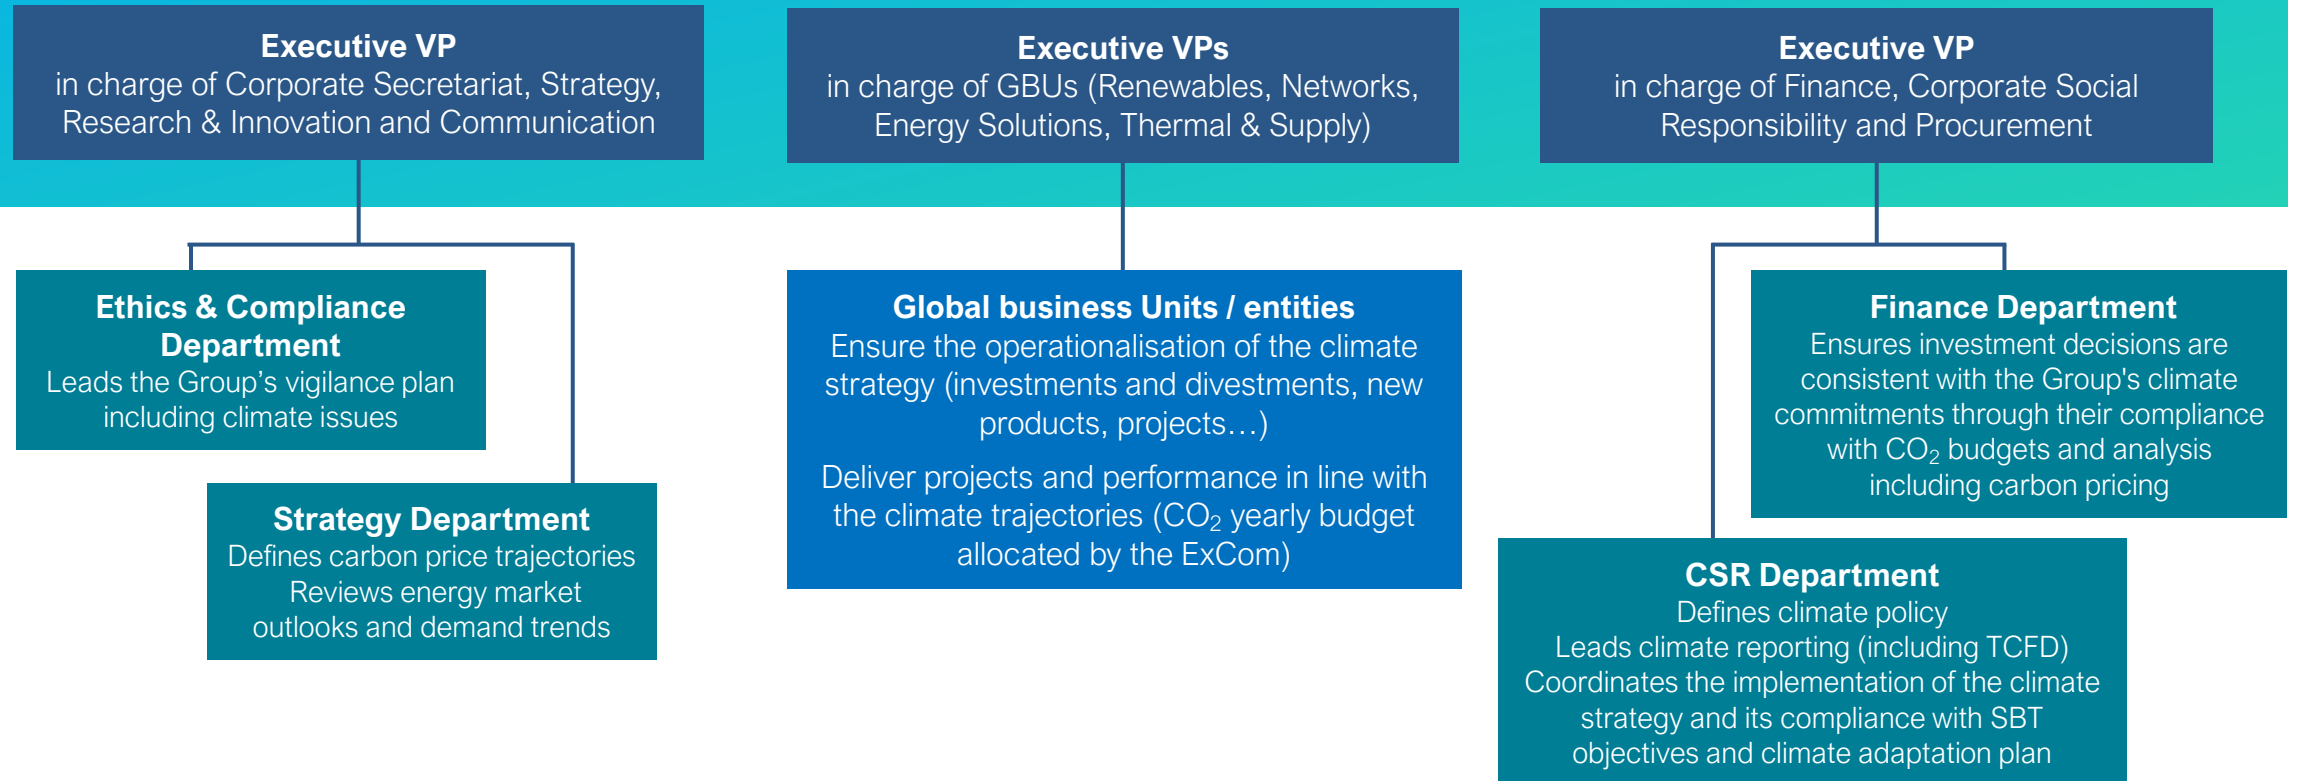 Executive VP
in charge of Corporate Secretariat, Strategy,
Research & Innovation and Communication
Executive VPs
in charge of GBUs (Renewables, Networks,
Energy Solutions, Thermal & Supply)
Executive VP
in charge of Finance, Corporate Social
Responsibility and Procurement
Ethics & Compliance
Department
Leads the Group’s vigilance plan
including climate issues
Strategy Department
Defines carbon price trajectories
Reviews energy market
outlooks and demand trends
Global business Units / entities
Ensure the operationalisation of the climate
strategy (investments and divestments, new
products, projects…)
Deliver projects and performance in line with
the climate trajectories (CO₂ yearly budget
allocated by the ExCom)
Finance Department
Ensures investment decisions are
consistent with the Group's climate
commitments through their compliance
with CO₂ budgets and analysis
including carbon pricing
CSR Department
Defines climate policy
Leads climate reporting (including TCFD)
Coordinates the implementation of the climate
strategy and its compliance with SBT
objectives and climate adaptation plan